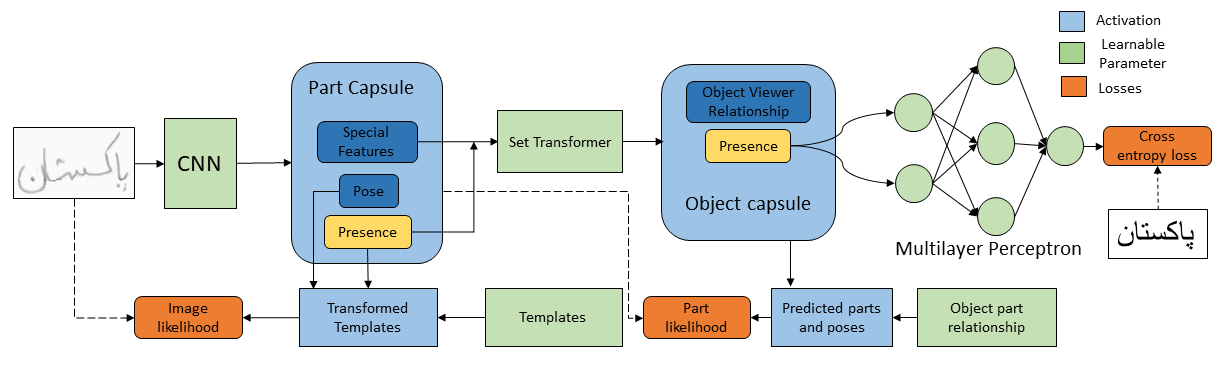 Activation
Learnable
Parameter
Losses
پاکستان
CNN
Part Capsule
Special
Features
Pose
Presence
Set Transformer
Object Viewer
Relationship
Presence
Object capsule
Multilayer Perceptron
Cross
entropy loss
پاکستان
Image
likelihood
Transformed
Templates
Templates
Part
likelihood
Predicted parts
and poses
Object part
relationship